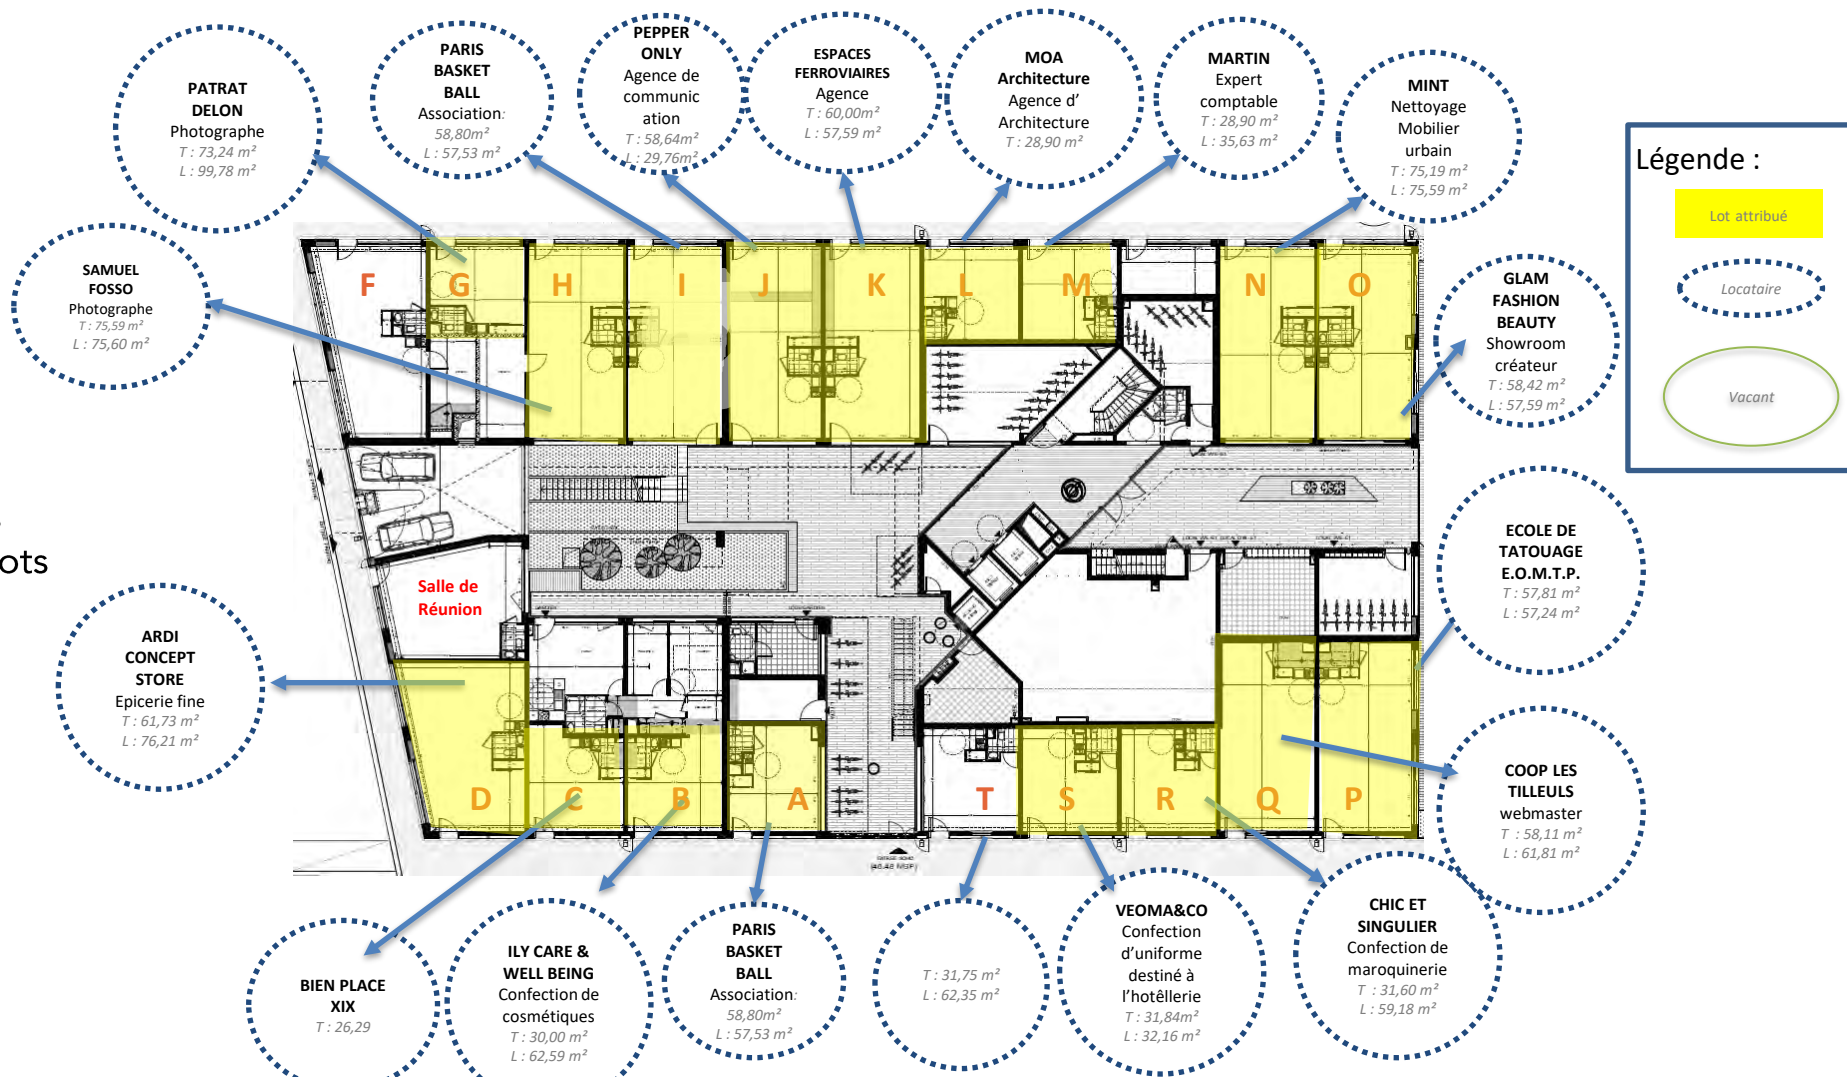 PATRAT
DELON
Photographe
T : 73,24 m²
L : 99,78 m²
PARIS
BASKET
BALL
Association:
58,80m²
L : 57,53 m²
PEPPER
ONLY
Agence de
communic
ation
T : 58,64m²
L : 29,76m²
ESPACES
FERROVIAIRES
Agence
T : 60,00m²
L : 57,59 m²
MOA
Architecture
Agence d'
Architecture
T : 28,90 m²
MARTIN
Expert
comptable
T : 28,90 m²
L : 35,63 m²
MINT
Nettoyage
Mobilier
urbain
T : 75,19 m²
L : 75,59 m²
Légende :
Lot attribué
Locataire
Vacant
SAMUEL
FOSSO
Photographe
T : 75,59 m²
L : 75,60 m²
F
G
H
I
J
K
L
M
N
O
GLAM
FASHION
BEAUTY
Showroom
créateur
T : 58,42 m²
L : 57,59 m²
ots
Salle de
Réunion
ECOLE DE
TATOUAGE
E.O.M.T.P.
T : 57,81 m²
L : 57,24 m²
ARDI
CONCEPT
STORE
Epicerie fine
T : 61,73 m²
L : 76,21 m²
D
C
B
A
T
S
R
Q
P
COOP LES
TILLEULS
webmaster
T : 58,11 m²
L : 61,81 m²
BIEN PLACE
XIX
T : 26,29
ILY CARE &
WELL BEING
Confection de
cosmétiques
T : 30,00 m²
L : 62,59 m²
PARIS
BASKET
BALL
Association:
58,80m²
L : 57,53 m²
T : 31,75 m²
L : 62,35 m²
VEOMA&CO
Confection
d'uniforme
destiné à
l'hotêllerie
T : 31,84m²
L : 32,16 m²
CHIC ET
SINGULIER
Confection de
maroquinerie
T : 31,60 m²
L : 59,18 m²